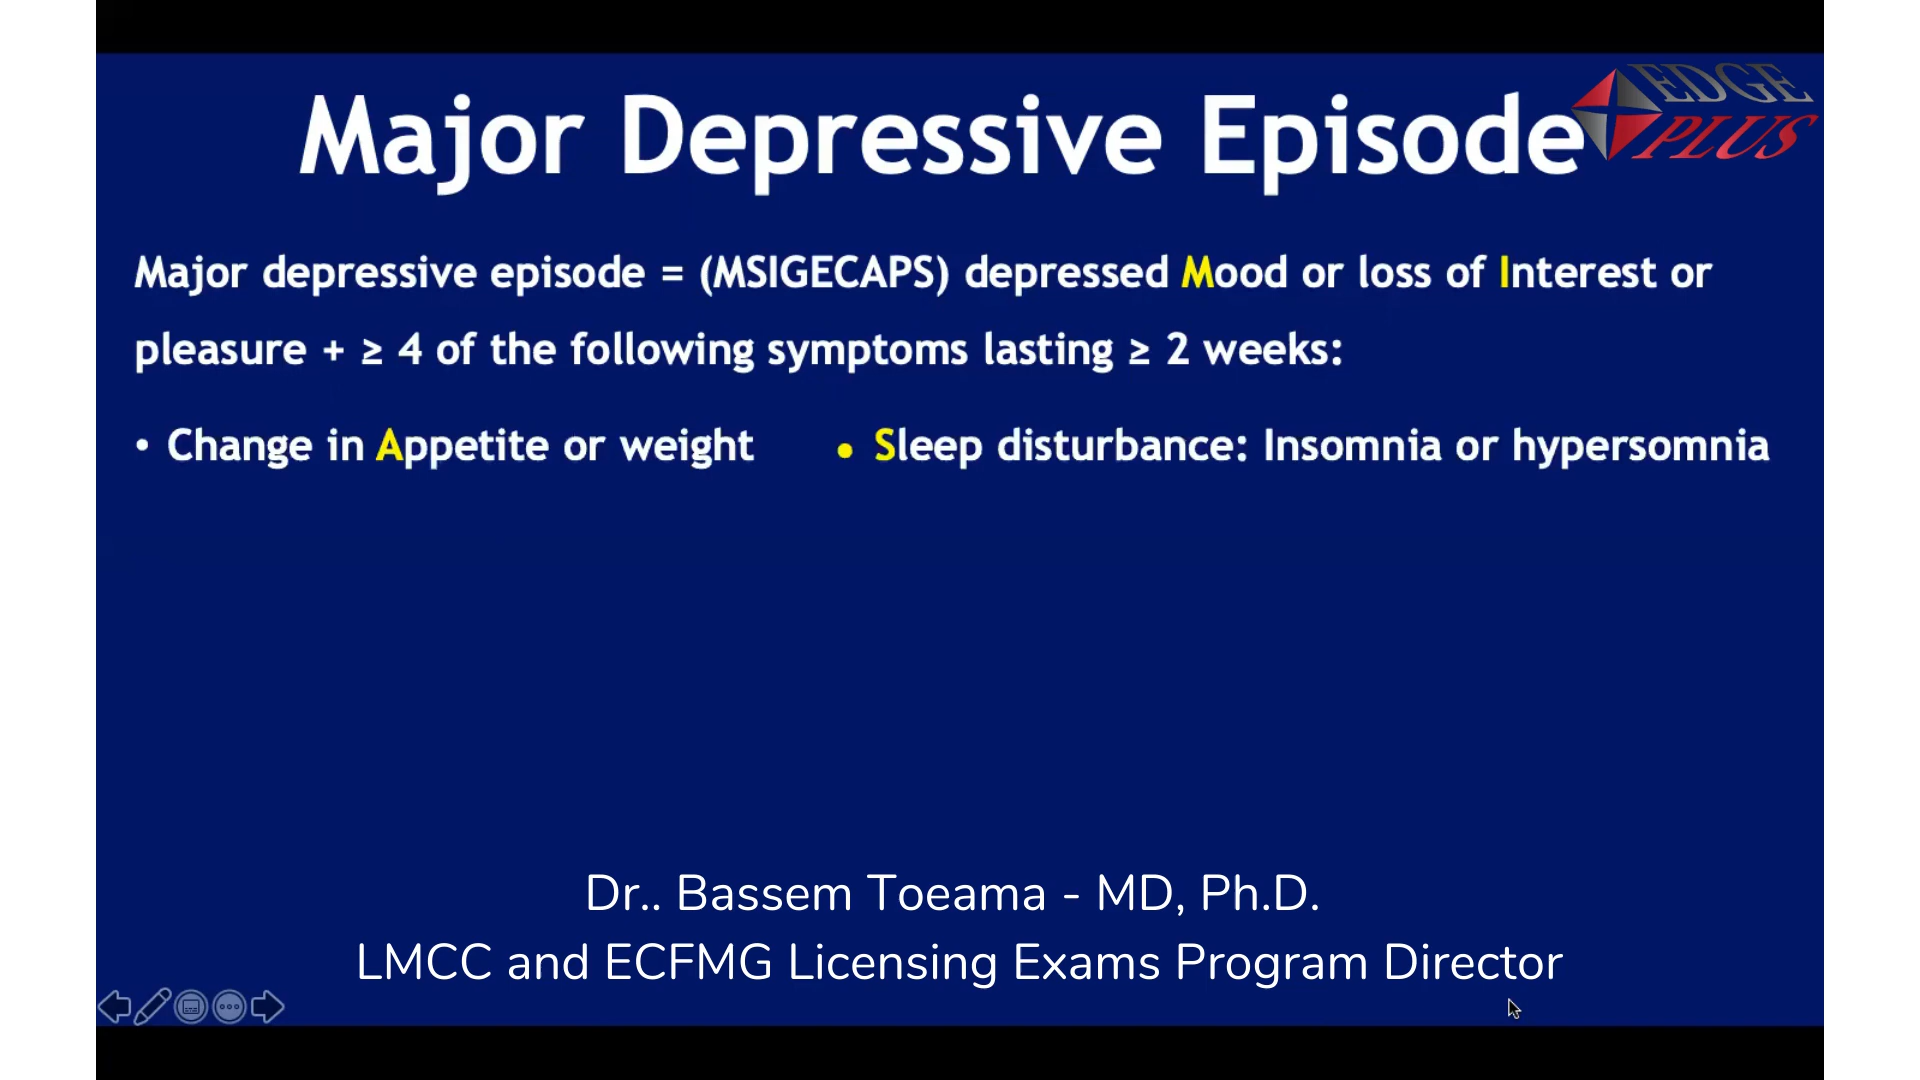 Major Depressive Episode
EDGE
PLUS
Major depressive episode = (MSIGECAPS) depressed Mood or loss of Interest or
pleasure + ≥ 4 of the following symptoms lasting ≥ 2 weeks:
• Change in Appetite or weight
• Sleep disturbance: Insomnia or hypersomnia
Dr.. Bassem Toeama - MD, Ph.D.
LMCC and ECFMG Licensing Exams Program Director